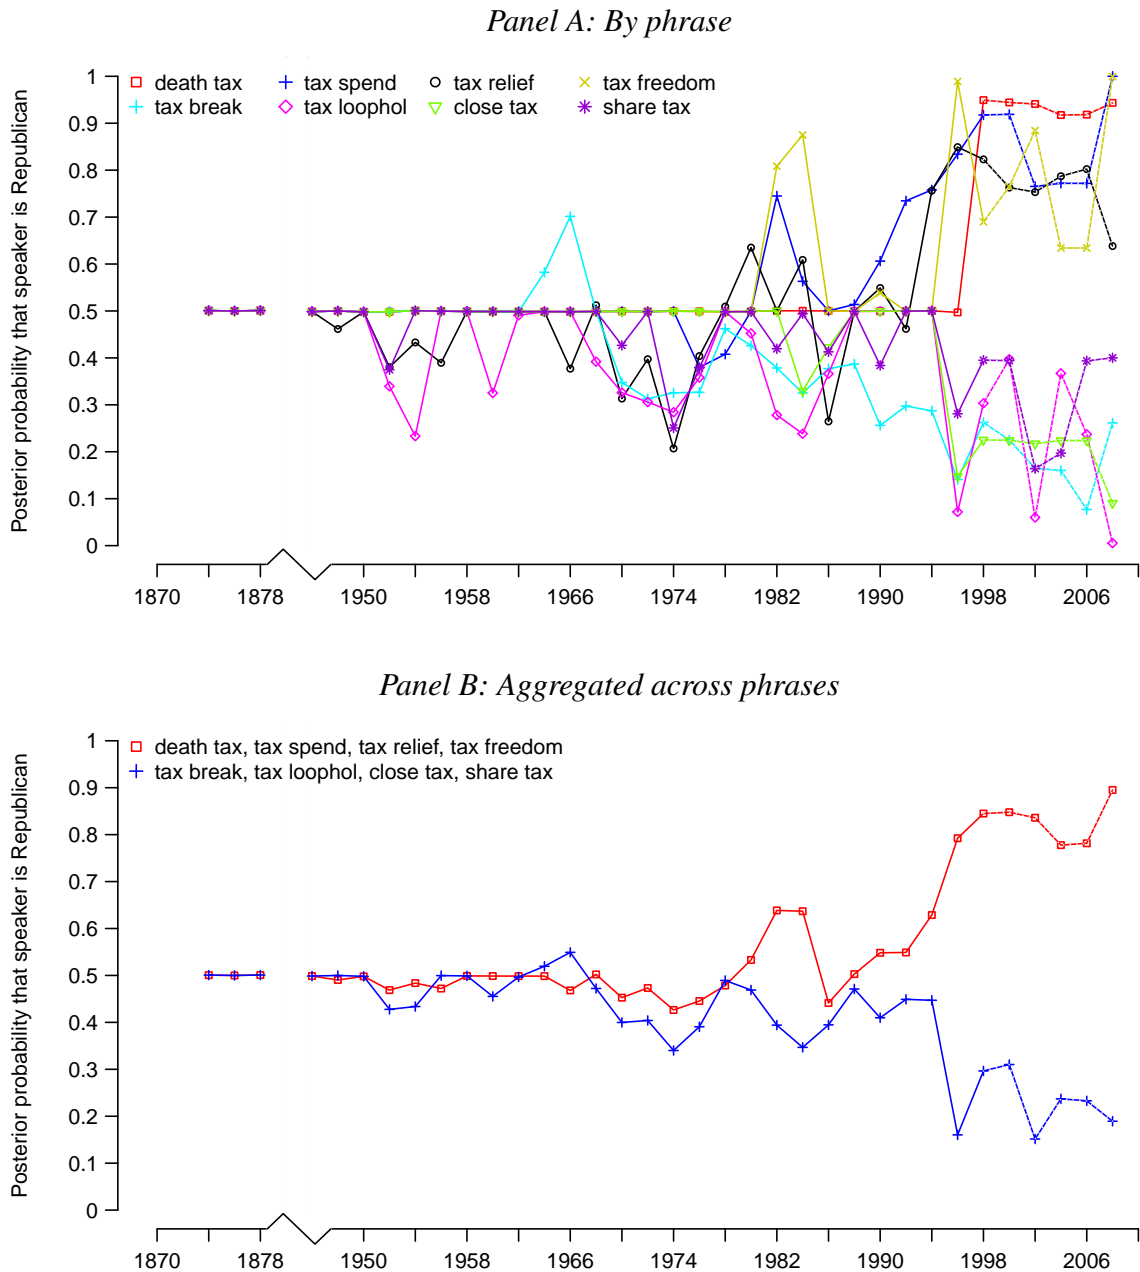 Panel A: By phrase
death tax tax spend tax relief tax freedom
tax break tax loophol close tax share tax
Posterior probability that speaker is Republican
1
0.9
0.8
0.7
0.6
0.5
0.4
0.3
0.2
0.1
0
1870 1878 1950 1958 1966 1974 1982 1990 1998 2006
Panel B: Aggregated across phrases
death tax, tax spend, tax relief, tax freedom
tax break, tax loophol, close tax, share tax
Posterior probability that speaker is Republican
1
0.9
0.8
0.7
0.6
0.5
0.4
0.3
0.2
0.1
0
1870 1878 1950 1958 1966 1974 1982 1990 1998 2006